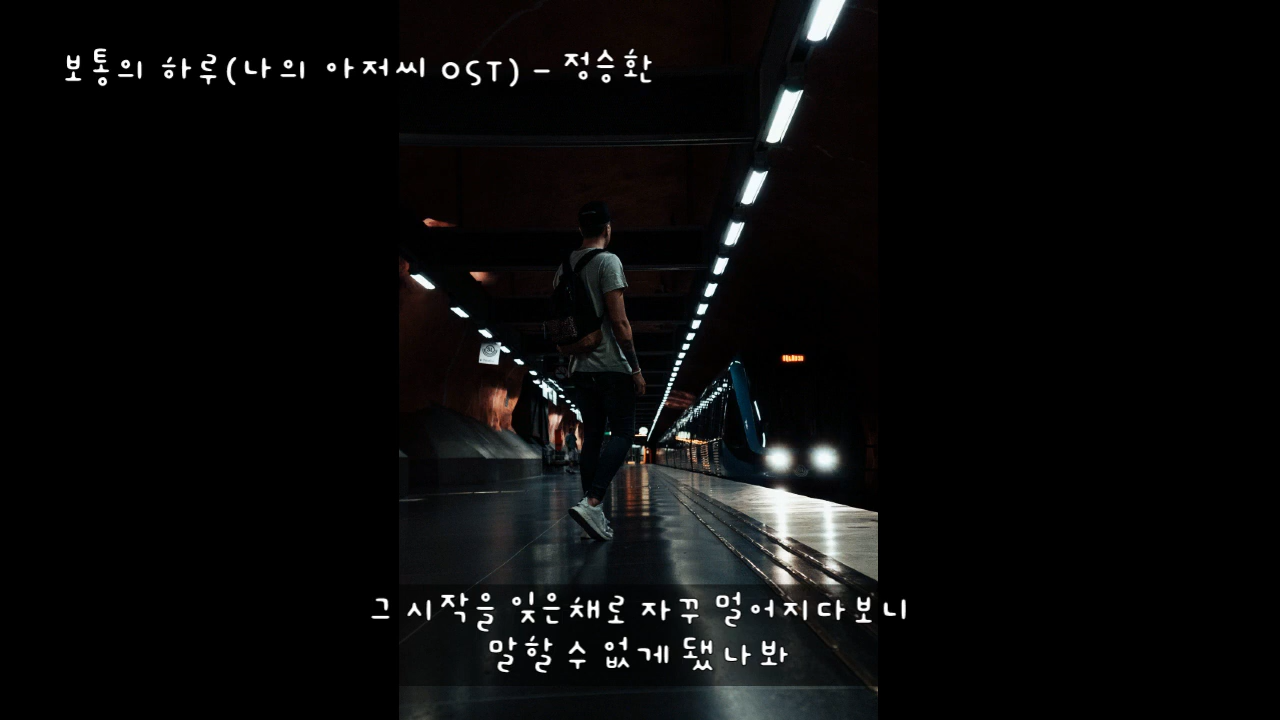 보통의 하루(나의 아저씨 OST) - 정승환
그 시작을 잊은채로 자꾸 멀어지다보니
말할 수 없게 됐나봐